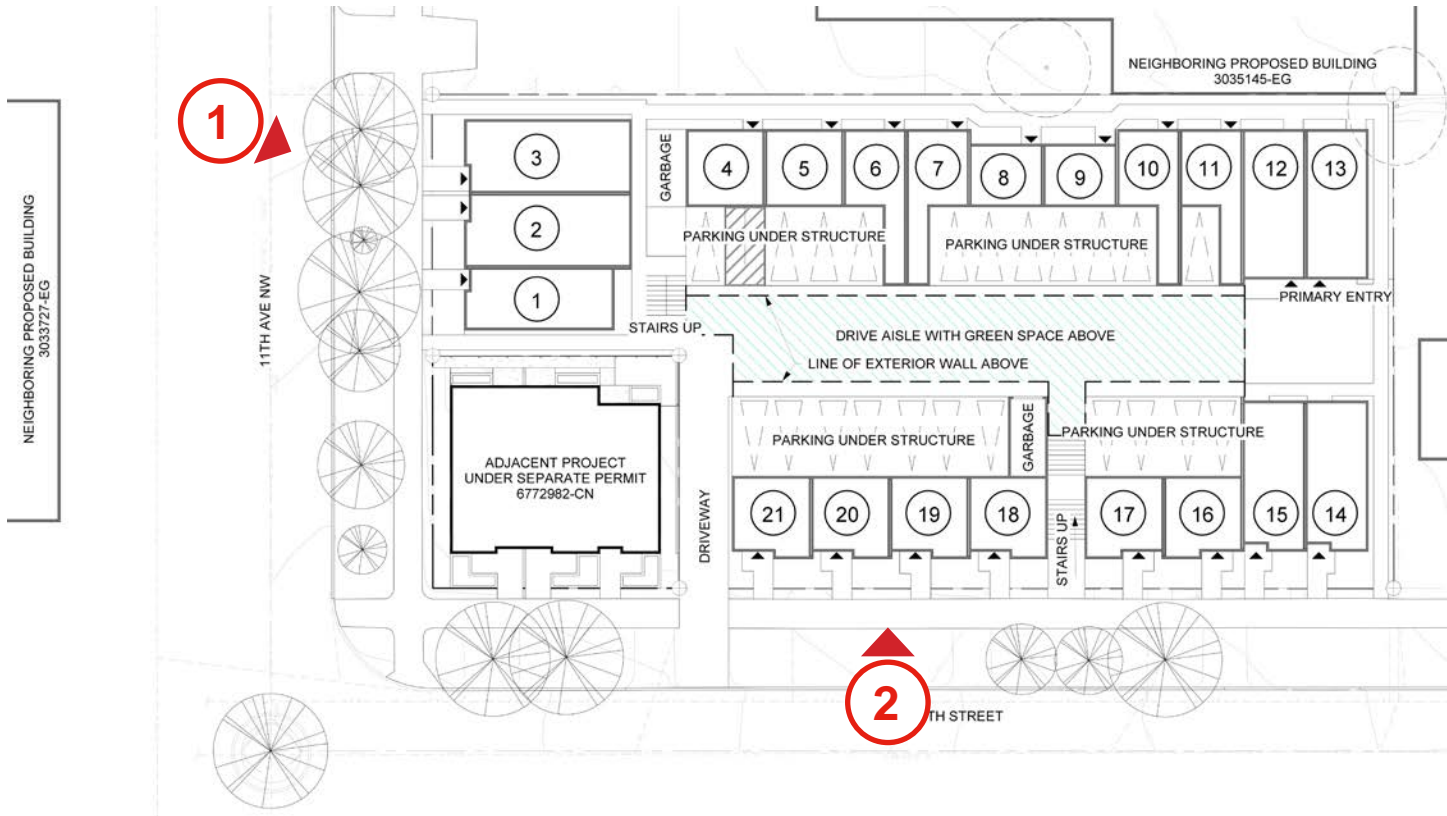 NEIGHBORING PROPOSED BUILDING
3035145-EG
1
NEIGHBORING PROPOSED BUILDING
3033727-EG
11TH AVE NW
3
2
1
GARBAGE
4
5
6
7
8
9
10
11
12
13
PARKING UNDER STRUCTURE
PARKING UNDER STRUCTURE
PRIMARY ENTRY
STAIRS UP
DRIVE AISLE WITH GREEN SPACE ABOVE
LINE OF EXTERIOR WALL ABOVE
ADJACENT PROJECT
UNDER SEPARATE PERMIT
6772982-CN
DRIVEWAY
PARKING UNDER STRUCTURE
GARBAGE
PARKING UNDER STRUCTURE
21
20
19
18
STAIRS UP
17
16
15
14
2
TH STREET